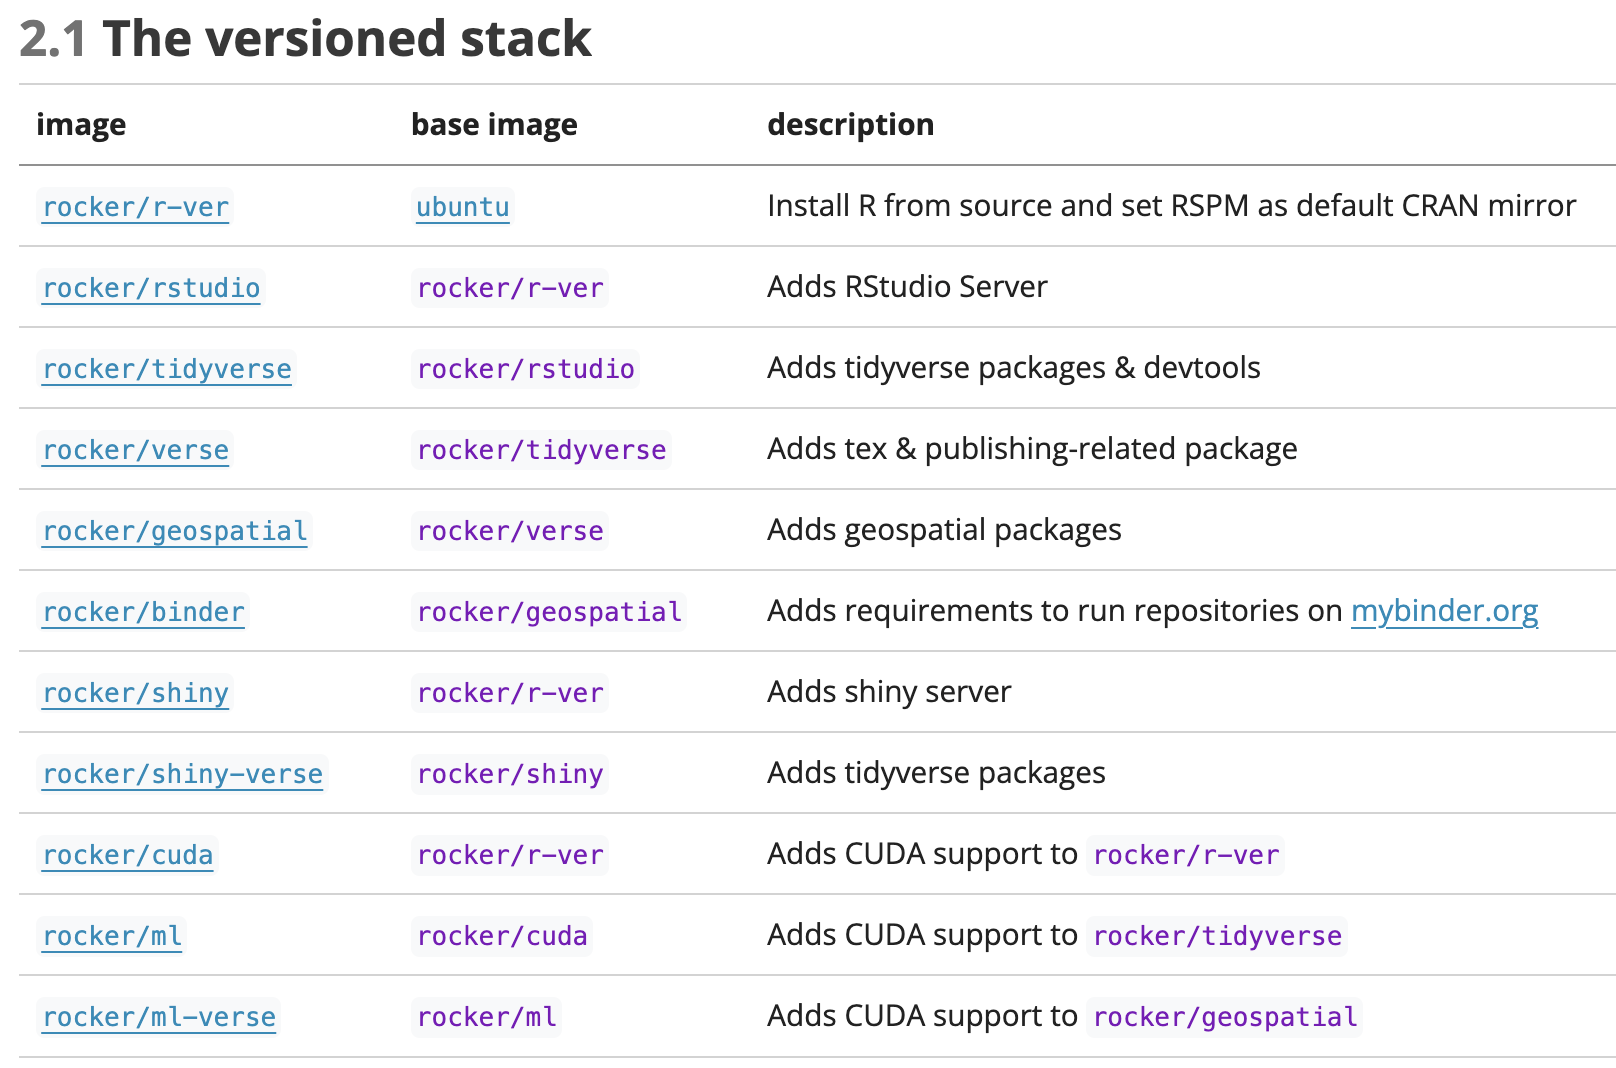 2.1 The versioned stack
image base image description
rocker/r-ver ubuntu Install R from source and set RSPM as default CRAN mirror
rocker/rstudio rocker/r-ver Adds RStudio Server
rocker/tidyverse rocker/rstudio Adds tidyverse packages & devtools
rocker/verse rocker/tidyverse Adds tex & publishing-related package
rocker/geospatial rocker/verse Adds geospatial packages
rocker/binder rocker/geospatial Adds requirements to run repositories on mybinder.org
rocker/shiny rocker/r-ver Adds shiny server
rocker/shiny-verse rocker/shiny Adds tidyverse packages
rocker/cuda rocker/r-ver Adds CUDA support to rocker/r-ver
rocker/ml rocker/cuda Adds CUDA support to rocker/tidyverse
rocker/ml-verse rocker/ml Adds CUDA support to rocker/geospatial